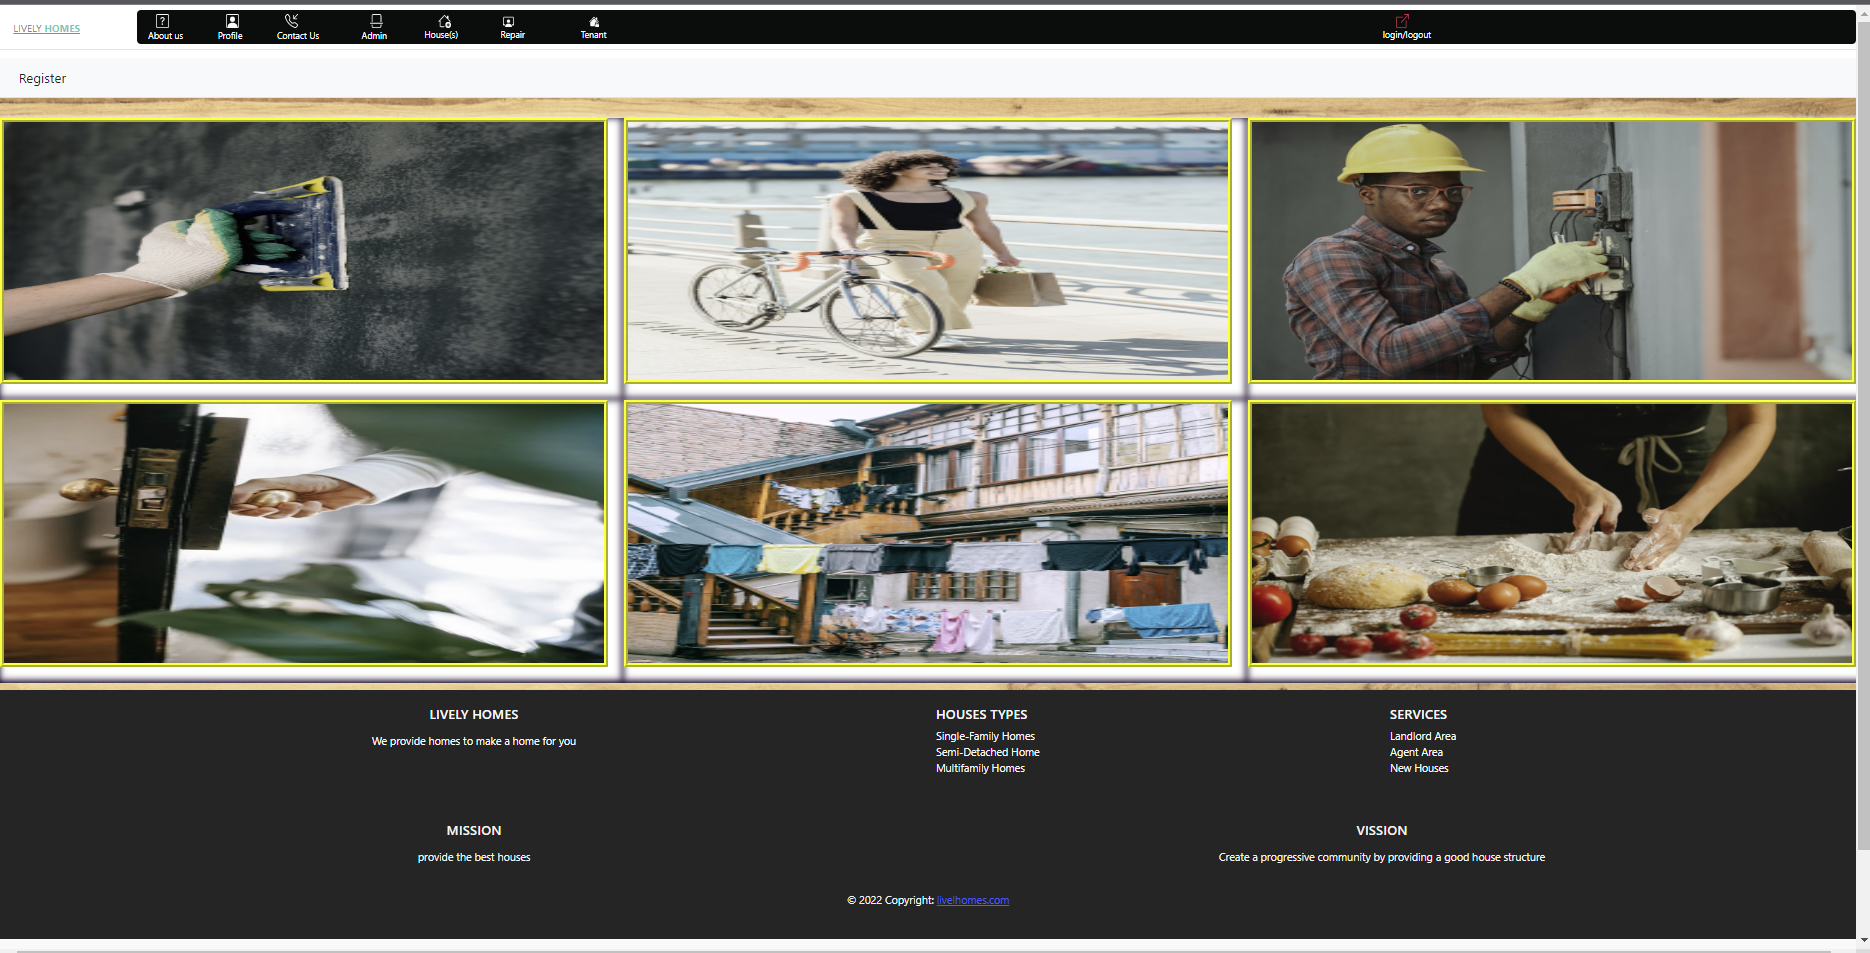 LIVELY HOMES
About us
Profile
Contact Us
Admin
House(s)
Repair
Tenant
login/logout
Register
LIVELY HOMES
We provide homes to make a home for you
HOUSES TYPES
Single-Family Homes
Semi-Detached Home
Multifamily Homes
SERVICES
Landlord Area
Agent Area
New Houses
MISSION
provide the best houses
VISSION
Create a progressive community by providing a good house structure
© 2022 Copyright: livelhomes.com